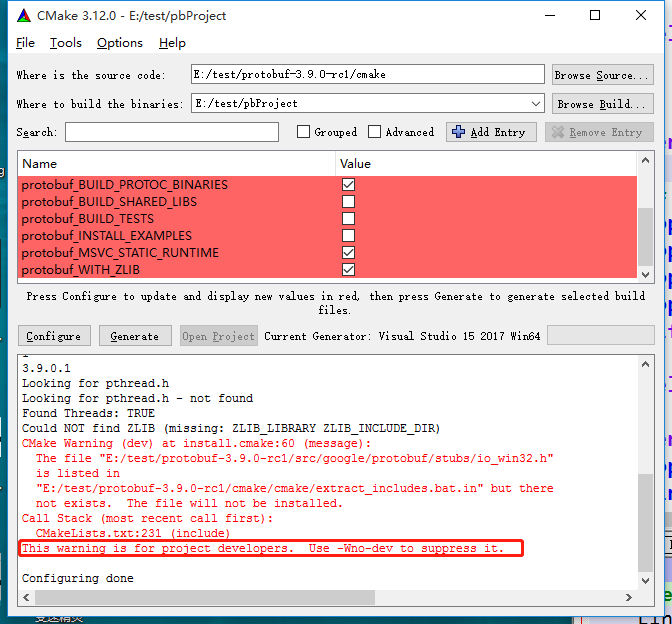 CMake 3.12.0 - E:/test/pbProject
File Tools Options Help
Where is the source code: E:/test/protobuf-3.9.0-rc1/cmake Browse Source...
Where to build the binaries: E:/test/pbProject Browse Build...
Search: Grouped Advanced Add Entry Remove Entry
Name Value
protobuf_BUILD_PROTOC_BINARIES
protobuf_BUILD_SHARED_LIBS
protobuf_BUILD_TESTS
protobuf_INSTALL_EXAMPLES
protobuf_MSVC_STATIC_RUNTIME
protobuf_WITH_ZLIB
Press Configure to update and display new values in red, then press Generate to generate selected build
files.
Configure Generate Open Project Current Generator: Visual Studio 15 2017 Win64
3.9.0.1
Looking for pthread.h
Looking for pthread.h - not found
Found Threads: TRUE
Could NOT find ZLIB (missing: ZLIB_LIBRARY ZLIB_INCLUDE_DIR)
CMake Warning (dev) at install.cmake:60 (message):
The file "E:/test/protobuf-3.9.0-rc1/src/google/protobuf/stubs/io_win32.h"
is listed in
"E:/test/protobuf-3.9.0-rc1/cmake/cmake/extract_includes.bat.in" but there
not exists. The file will not be installed.
Call Stack (most recent call first):
CMakeLists.txt:231 (include)
This warning is for project developers. Use -Wno-dev to suppress it.
Configuring done